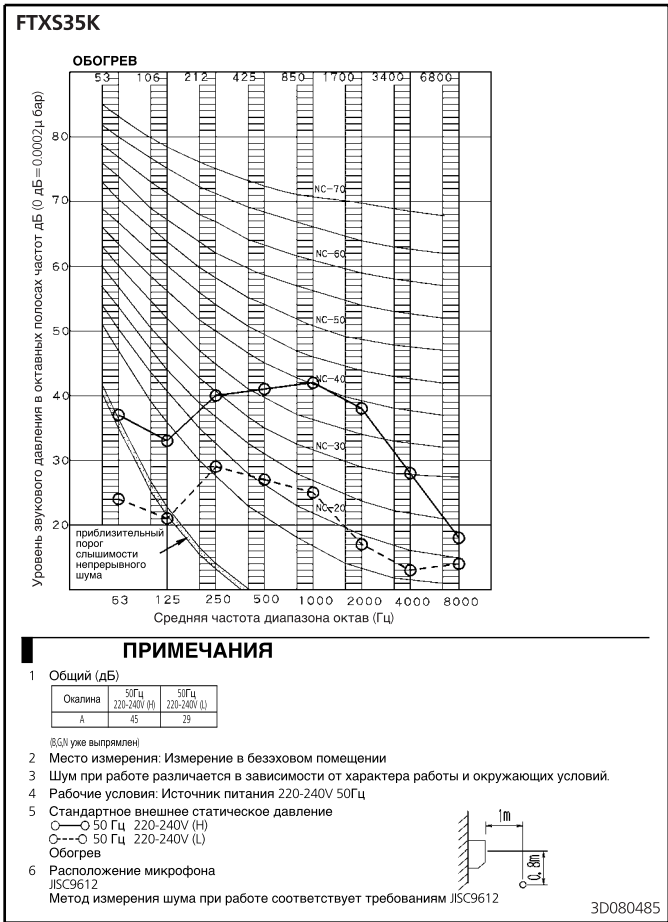 FTXS35K
ОБОГРЕВ
53 106 212 425 850 1700 3400 6800
Уровень звукового давления в октавных полосах частот дБ (0 дБ=0.0002µ бар)
80
70
60
50
40
30
20
NC-70
NC-60
NC-50
NC-40
NC-30
NC-20
приблизительный
порог
слышимости
непрерывного
шума
63 125 250 500 1000 2000 4000 8000
Средняя частота диапазона октав (Гц)
ПРИМЕЧАНИЯ
1 Общий (дБ)
Окалина 50Гц 220-240V (H) 50Гц 220-240V (L)
A 45 29
(B,G,N уже выпрямлен)
2 Место измерения: Измерение в безэховом помещении
3 Шум при работе различается в зависимости от характера работы и окружающих условий.
4 Рабочие условия: Источник питания 220-240V 50Гц
5 Стандартное внешнее статическое давление
50 Гц 220-240V (H)
50 Гц 220-240V (L)
Обогрев
6 Расположение микрофона
JISC9612
Метод измерения шума при работе соответствует требованиям JISC9612
1m
0.8m
3D080485